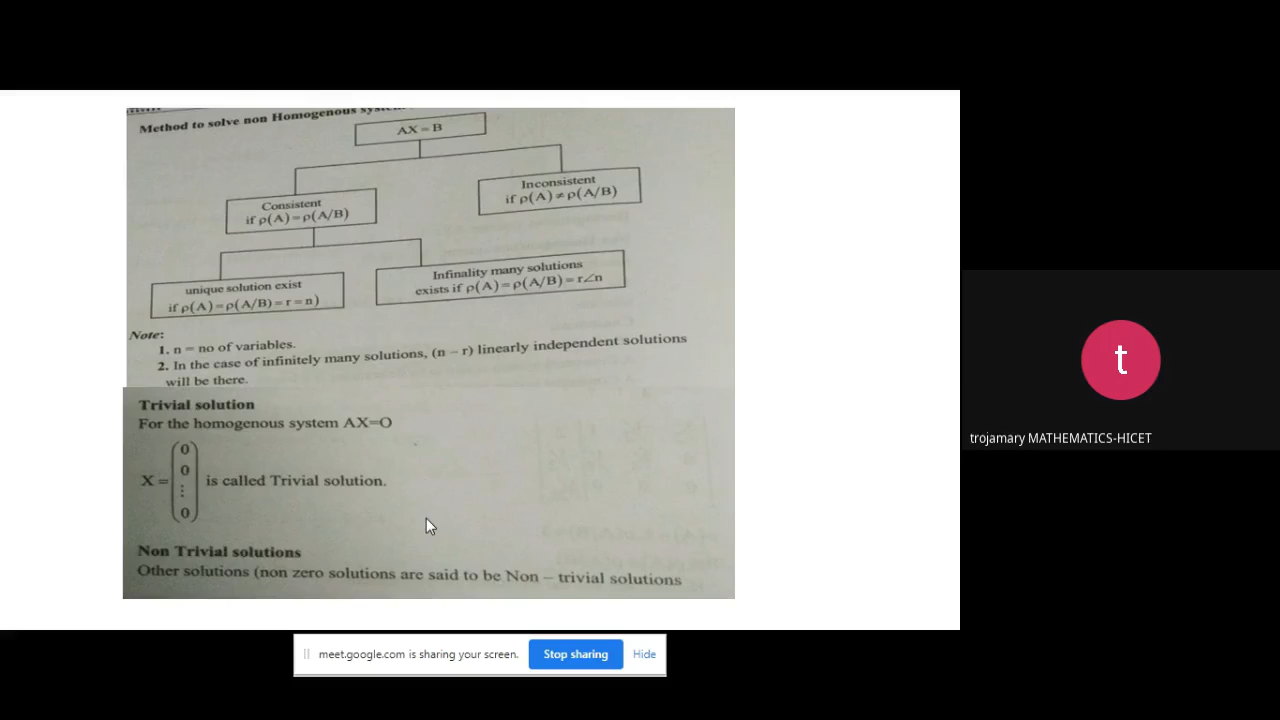 Method to solve non Homogenous system
AX = B
Consistent
if ρ(A) = ρ(A/B)
Inconsistent
if ρ(A) ≠ ρ(A/B)
unique solution exist
if ρ(A) = ρ(A/B) = r = n)
Infinality many solutions
exists if ρ(A) = ρ(A/B) = r∠n
Note:
1. n = no of variables.
2. In the case of infinitely many solutions, (n − r) linearly independent solutions
will be there.
Trivial solution
For the homogenous system AX=O
X = (0 0 ⋮ 0) is called Trivial solution.
Non Trivial solutions
Other solutions (non zero solutions are said to be Non – trivial solutions
t
trojamary MATHEMATICS-HICET
meet.google.com is sharing your screen.
Stop sharing
Hide